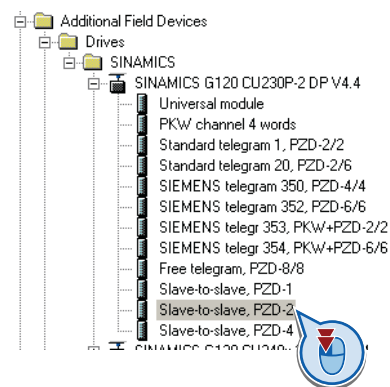 Additional Field Devices
Drives
SINAMICS
SINAMICS G120 CU230P-2 DP V4.4
Universal module
PKW channel 4 words
Standard telegram 1, PZD-2/2
Standard telegram 20, PZD-2/6
SIEMENS telegram 350, PZD-4/4
SIEMENS telegram 352, PZD-6/6
SIEMENS telegr 353, PKW+PZD-2/2
SIEMENS telegr 354, PKW+PZD-6/6
Free telegram, PZD-8/8
Slave-to-slave, PZD-1
Slave-to-slave, PZD-2
Slave-to-slave, PZD-4
SINAMICS G120